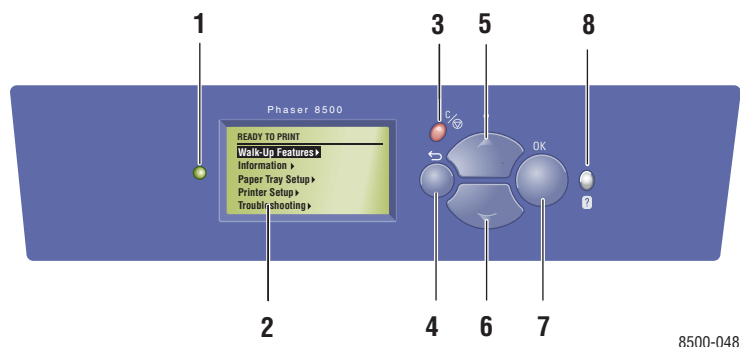 1
3
5
8
Phaser 8500
C/
OK
READY TO PRINT
Walk-Up Features
Information
Paper Tray Setup
Printer Setup
Troubleshooting
?
2
4
6
7
8500-048